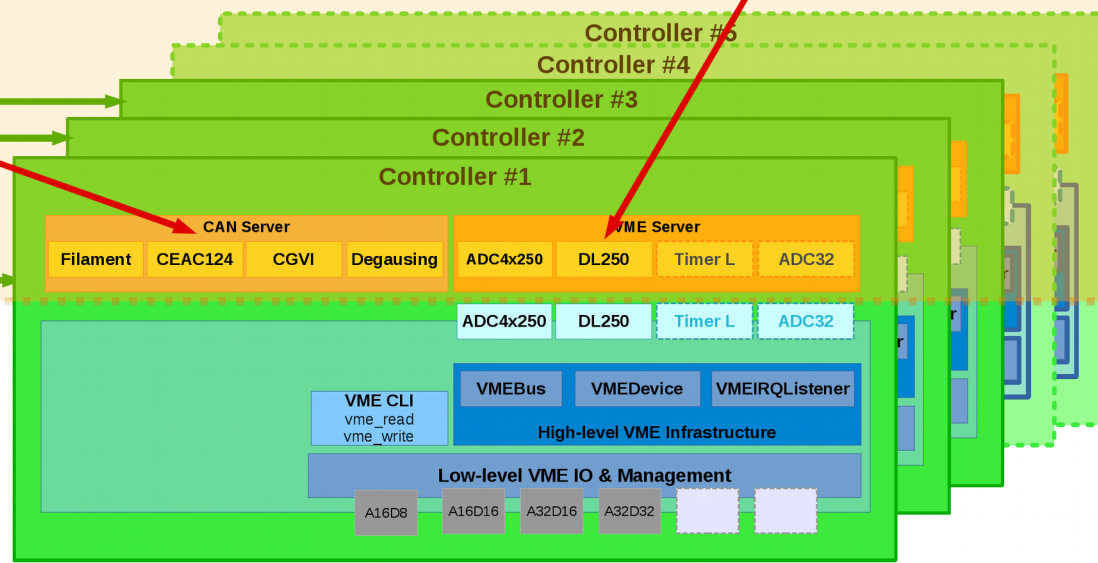 Controller #5
Controller #4
Controller #3
Controller #2
Controller #1
CAN Server
VME Server
Filament
CEAC124
CGVI
Degausing
ADC4x250
DL250
Timer L
ADC32
ADC4x250
DL250
Timer L
ADC32
VMEBus
VMEDevice
VMEIRQListener
High-level VME Infrastructure
VME CLI
vme_read
vme_write
Low-level VME IO & Management
A16D8
A16D16
A32D16
A32D32